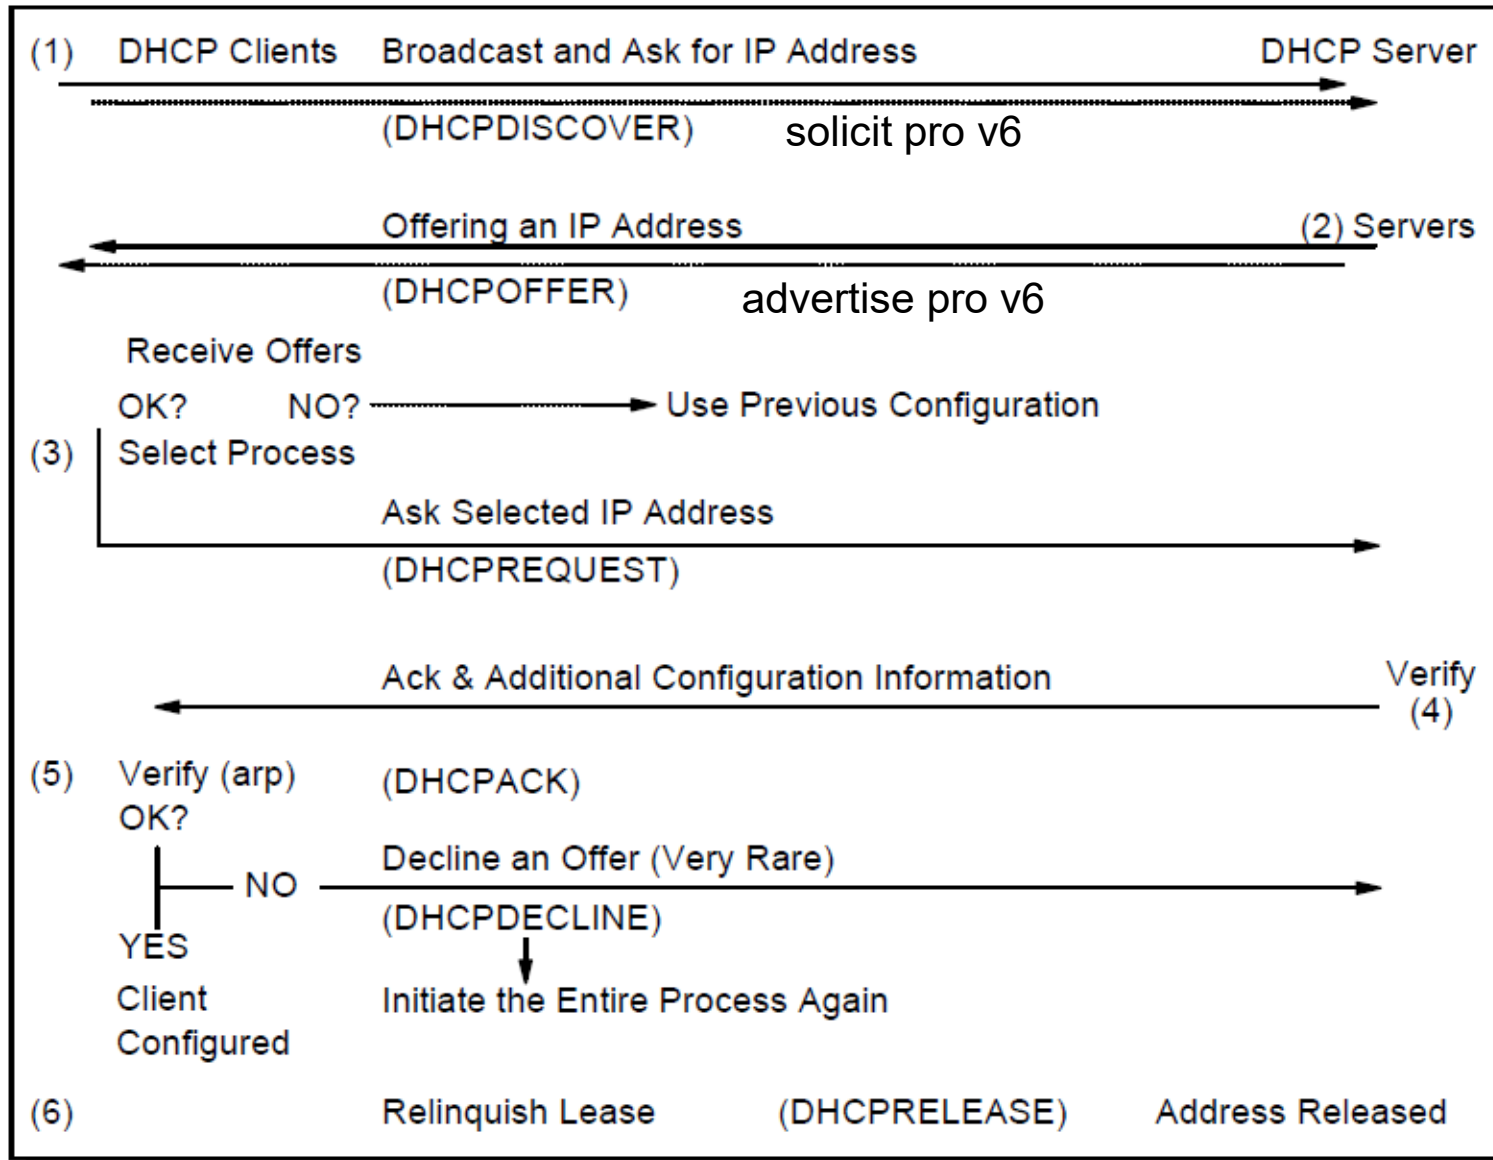 (1) DHCP Clients Broadcast and Ask for IP Address DHCP Server
(DHCPDISCOVER) solicit pro v6
Offering an IP Address (2) Servers
(DHCPOFFER) advertise pro v6
Receive Offers
OK? NO? Use Previous Configuration
(3) Select Process
Ask Selected IP Address
(DHCPREQUEST)
Ack & Additional Configuration Information Verify
(4)
(5) Verify (arp) (DHCPACK)
OK?
Decline an Offer (Very Rare)
NO
(DHCPDECLINE)
YES
Client Initiate the Entire Process Again
Configured
(6) Relinquish Lease (DHCPRELEASE) Address Released